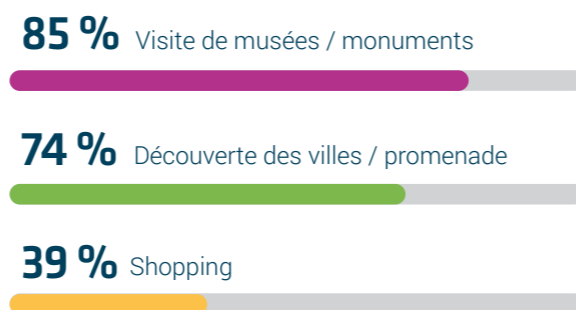 85 % Visite de musées / monuments
74 % Découverte des villes / promenade
39 % Shopping